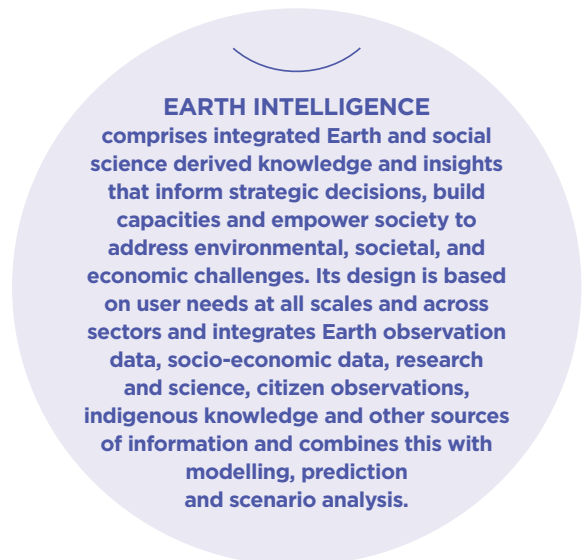 EARTH INTELLIGENCE
comprises integrated Earth and social
science derived knowledge and insights
that inform strategic decisions, build
capacities and empower society to
address environmental, societal, and
economic challenges. Its design is based
on user needs at all scales and across
sectors and integrates Earth observation
data, socio-economic data, research
and science, citizen observations,
indigenous knowledge and other sources
of information and combines this with
modelling, prediction
and scenario analysis.